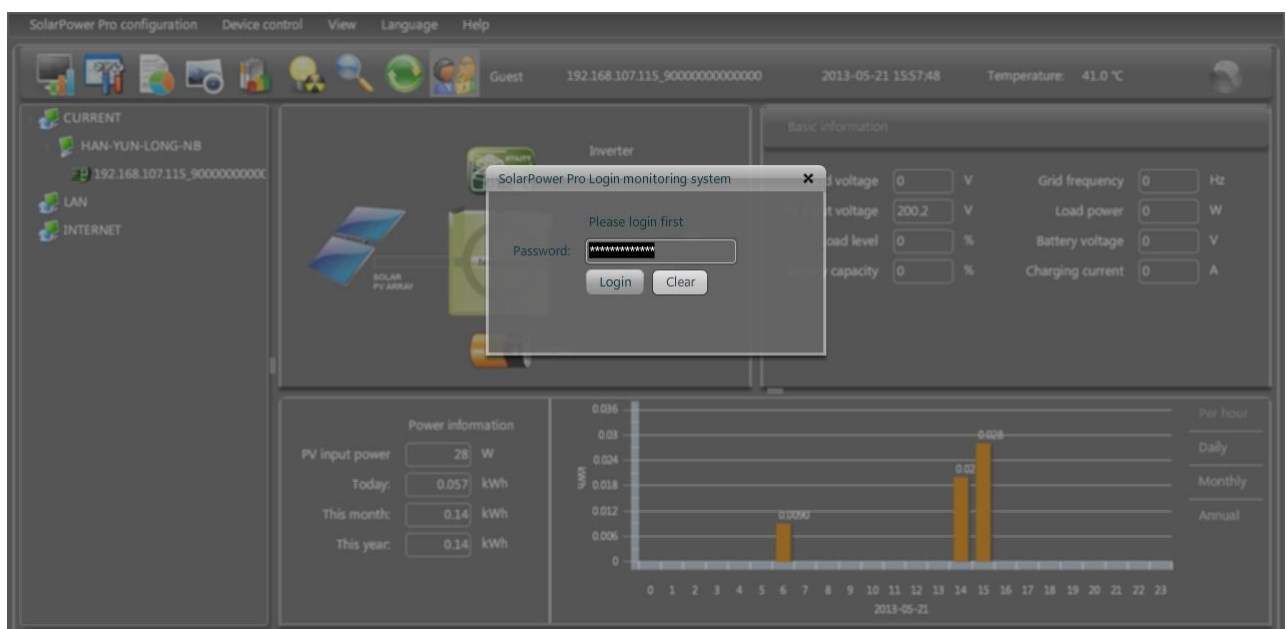 SolarPower Pro configuration Device control View Language Help
Guest 192.168.107.115_90000000000000 2013-05-21 15:57:48 Temperature: 41.0 ℃
CURRENT
HAN-YUN-LONG-NB
192.168.107.115_9000000000
LAN
INTERNET
UTILITY
Inverter
SOLAR
PV ARRAY
SolarPower Pro Login monitoring system
Please login first
Password: *************
Login Clear
Basic information
voltage 0 V Grid frequency 0 Hz
voltage 200.2 V Load power 0 W
load level 0 % Battery voltage 0 V
capacity 0 % Charging current 0 A
Power information
PV input power 28 W
Today: 0.057 kWh
This month: 0.14 kWh
This year: 0.14 kWh
kWh
0.036
0.03
0.024
0.018
0.012
0.006
0
0.0090
0.02
0.028
0 1 2 3 4 5 6 7 8 9 10 11 12 13 14 15 16 17 18 19 20 21 22 23
2013-05-21
Per hour
Daily
Monthly
Annual